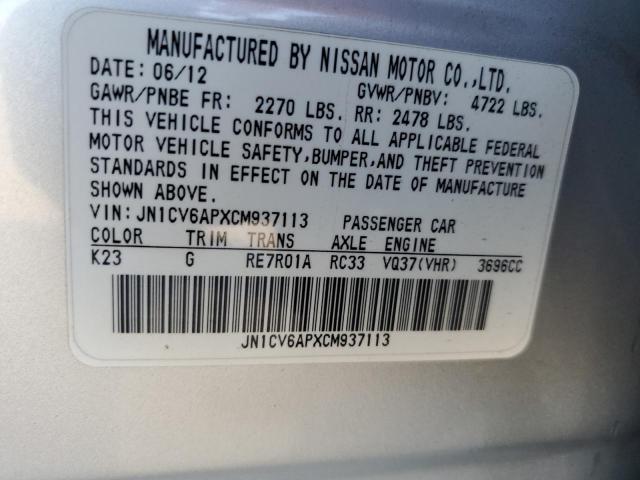 MANUFACTURED BY NISSAN MOTOR CO.,LTD.
DATE: 06/12 GVWR/PNBV: 4722 LBS.
GAWR/PNBE FR: 2270 LBS. RR: 2478 LBS.
THIS VEHICLE CONFORMS TO ALL APPLICABLE FEDERAL
MOTOR VEHICLE SAFETY,BUMPER,AND THEFT PREVENTION
STANDARDS IN EFFECT ON THE DATE OF MANUFACTURE
SHOWN ABOVE.
VIN: JN1CV6APXCM937113 PASSENGER CAR
COLOR TRIM TRANS AXLE ENGINE
K23 G RE7R01A RC33 VQ37(VHR) 3696CC
JN1CV6APXCM937113